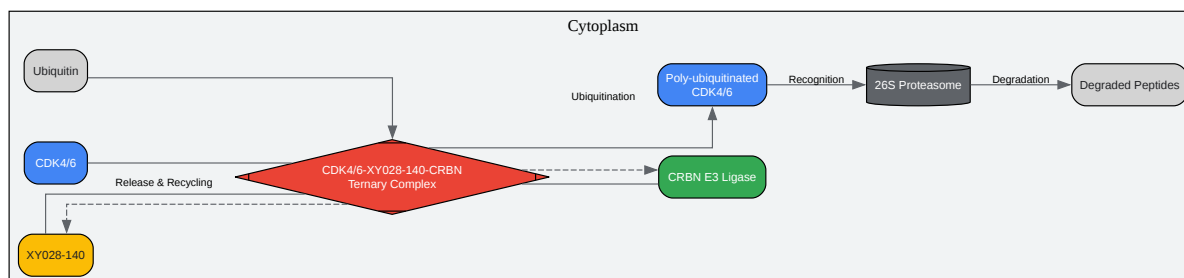 Cytoplasm
Ubiquitin
Poly-ubiquitinated
CDK4/6
Recognition
26S Proteasome
Degradation
Degraded Peptides
Ubiquitination
CDK4/6
CDK4/6-XY028-140-CRBN
Ternary Complex
CRBN E3 Ligase
Release & Recycling
XY028-140